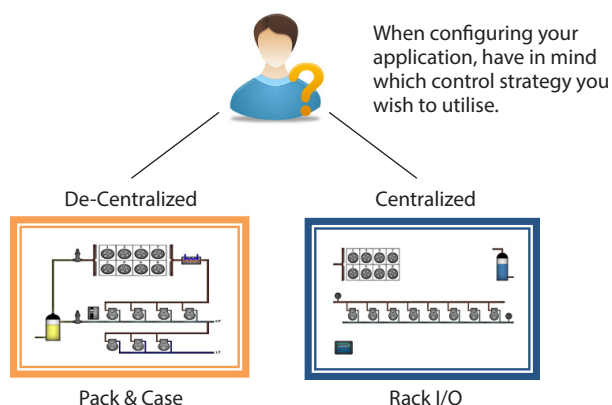 When configuring your
application, have in mind
which control strategy you
wish to utilise.
De-Centralized
Centralized
Pack & Case
Rack I/O